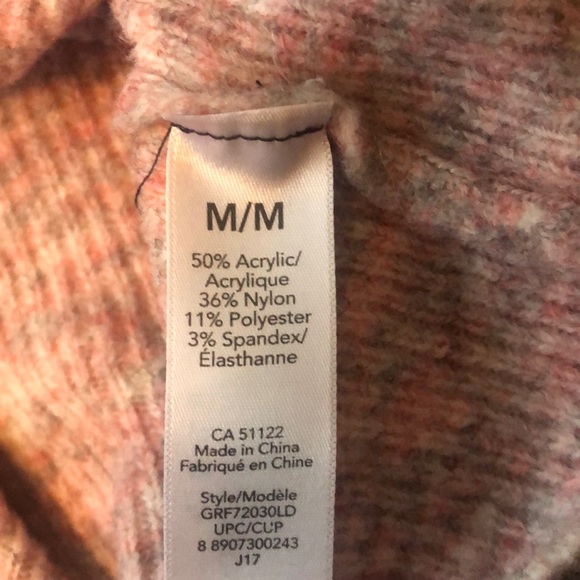 M/M
50% Acrylic/
Acrylique
36% Nylon
11% Polyester
3% Spandex/
Élasthanne
CA 51122
Made in China
Fabriqué en Chine
Style/Modèle
GRF72030LD
UPC/CUP
8 8907300243
J17